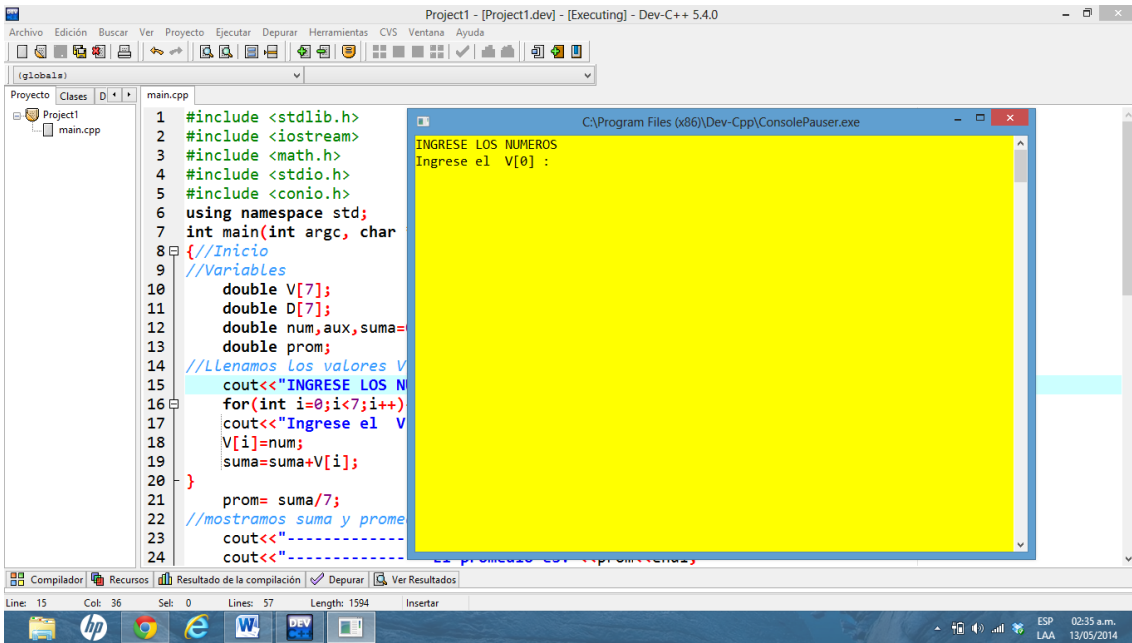 Project1 - [Project1.dev] - [Executing] - Dev-C++ 5.4.0
Archivo Edición Buscar Ver Proyecto Ejecutar Depurar Herramientas CVS Ventana Ayuda
(globals)
Proyecto Clases D main.cpp
Project1
main.cpp
1 #include <stdlib.h>
2 #include <iostream>
3 #include <math.h>
4 #include <stdio.h>
5 #include <conio.h>
6 using namespace std;
7 int main(int argc, char
8 {//Inicio
9 //Variables
10 double V[7];
11 double D[7];
12 double num,aux,suma=
13 double prom;
14 //Llenamos los valores V
15 cout<<"INGRESE LOS N
16 for(int i=0;i<7;i++)
17 cout<<"Ingrese el V
18 V[i]=num;
19 suma=suma+V[i];
20 }
21 prom= suma/7;
22 //mostramos suma y prome
23 cout<<"-------------
24 cout<<"-------------
C:\Program Files (x86)\Dev-Cpp\ConsolePauser.exe
INGRESE LOS NUMEROS
Ingrese el V[0] :
Compilador Recursos Resultado de la compilación Depurar Ver Resultados
Line: 15 Col: 36 Sel: 0 Lines: 57 Length: 1594 Insertar
hp W DEV
ESP 02:35 a.m.
LAA 13/05/2014